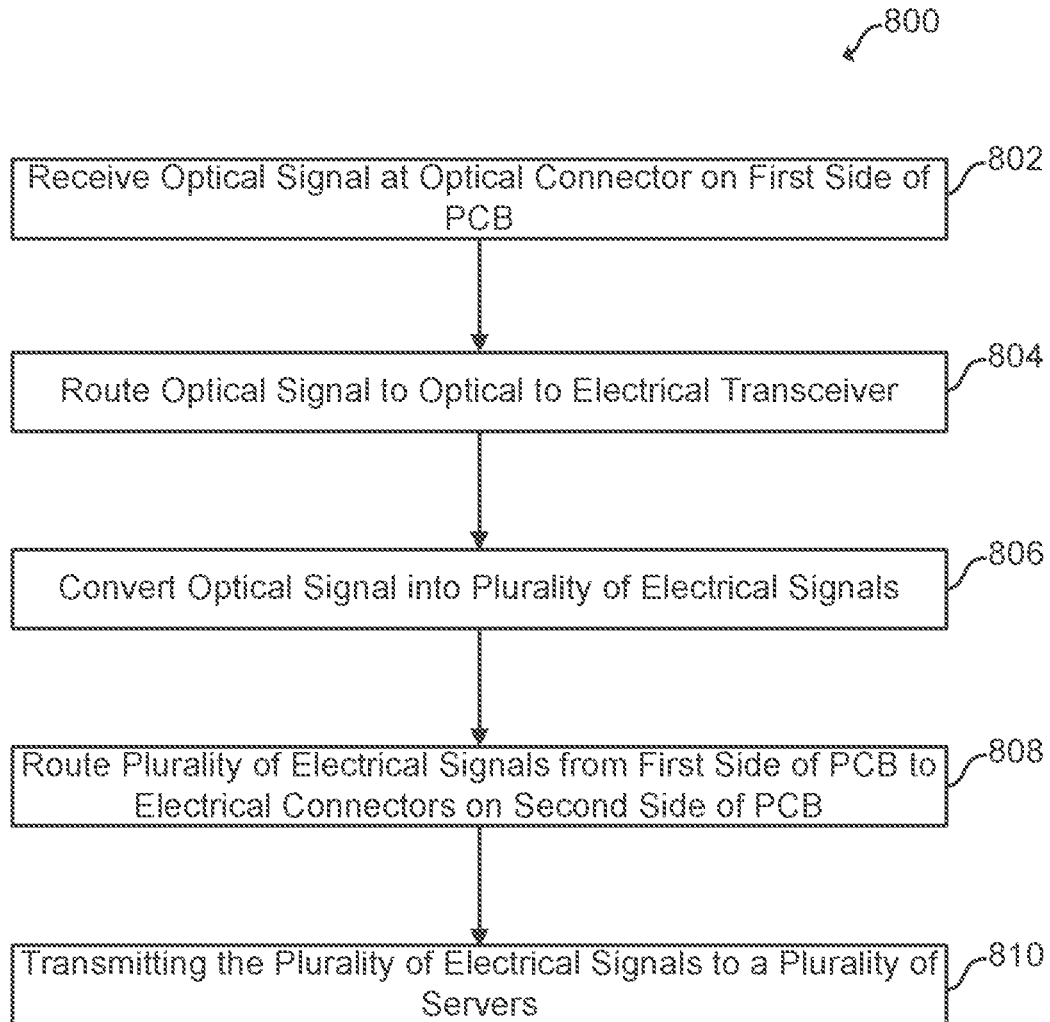 800
802
Receive Optical Signal at Optical Connector on First Side of
PCB
804
Route Optical Signal to Optical to Electrical Transceiver
806
Convert Optical Signal into Plurality of Electrical Signals
808
Route Plurality of Electrical Signals from First Side of PCB to
Electrical Connectors on Second Side of PCB
810
Transmitting the Plurality of Electrical Signals to a Plurality of
Servers